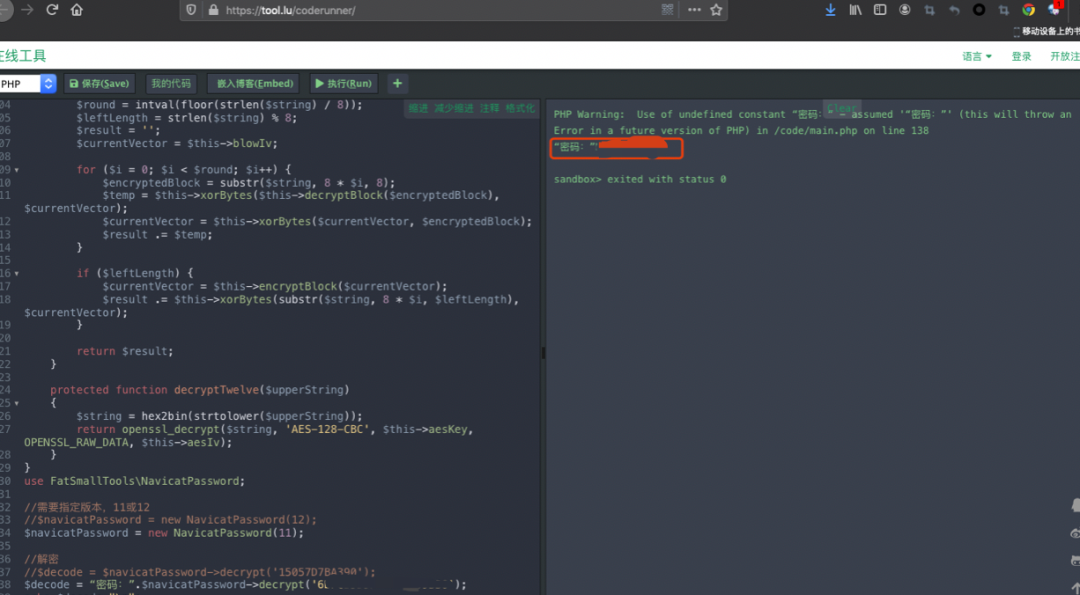 https://tool.lu/coderunner/
移动设备上的书
在线工具
语言
登录
开放注
PHP
保存(Save)
我的代码
嵌入博客(Embed)
执行(Run)
+
缩进 减少缩进 注释 格式化
04 $round = intval(floor(strlen($string) / 8));
05 $leftLength = strlen($string) % 8;
06 $result = '';
07 $currentVector = $this->blowIv;
08
09 for ($i = 0; $i < $round; $i++) {
10 $encryptedBlock = substr($string, 8 * $i, 8);
11 $temp = $this->xorBytes($this->decryptBlock($encryptedBlock),
$currentVector);
12 $currentVector = $this->xorBytes($currentVector, $encryptedBlock);
13 $result .= $temp;
14 }
15
16 if ($leftLength) {
17 $currentVector = $this->encryptBlock($currentVector);
18 $result .= $this->xorBytes(substr($string, 8 * $i, $leftLength),
$currentVector);
19 }
20
21 return $result;
22 }
23
24 protected function decryptTwelve($upperString)
25 {
26 $string = hex2bin(strtolower($upperString));
27 return openssl_decrypt($string, 'AES-128-CBC', $this->aesKey,
OPENSSL_RAW_DATA, $this->aesIv);
28 }
29 }
30 use FatSmallTools\NavicatPassword;
31
32 //需要指定版本，11或12
33 //$navicatPassword = new NavicatPassword(12);
34 $navicatPassword = new NavicatPassword(11);
35
36 //解密
37 //$decode = $navicatPassword->decrypt('15057D7BA390');
38 $decode = “密码：”.$navicatPassword->decrypt('6 ');
Clear
PHP Warning: Use of undefined constant “密码：” - assumed '“密码：”' (this will throw an
Error in a future version of PHP) in /code/main.php on line 138
“密码：”
sandbox> exited with status 0